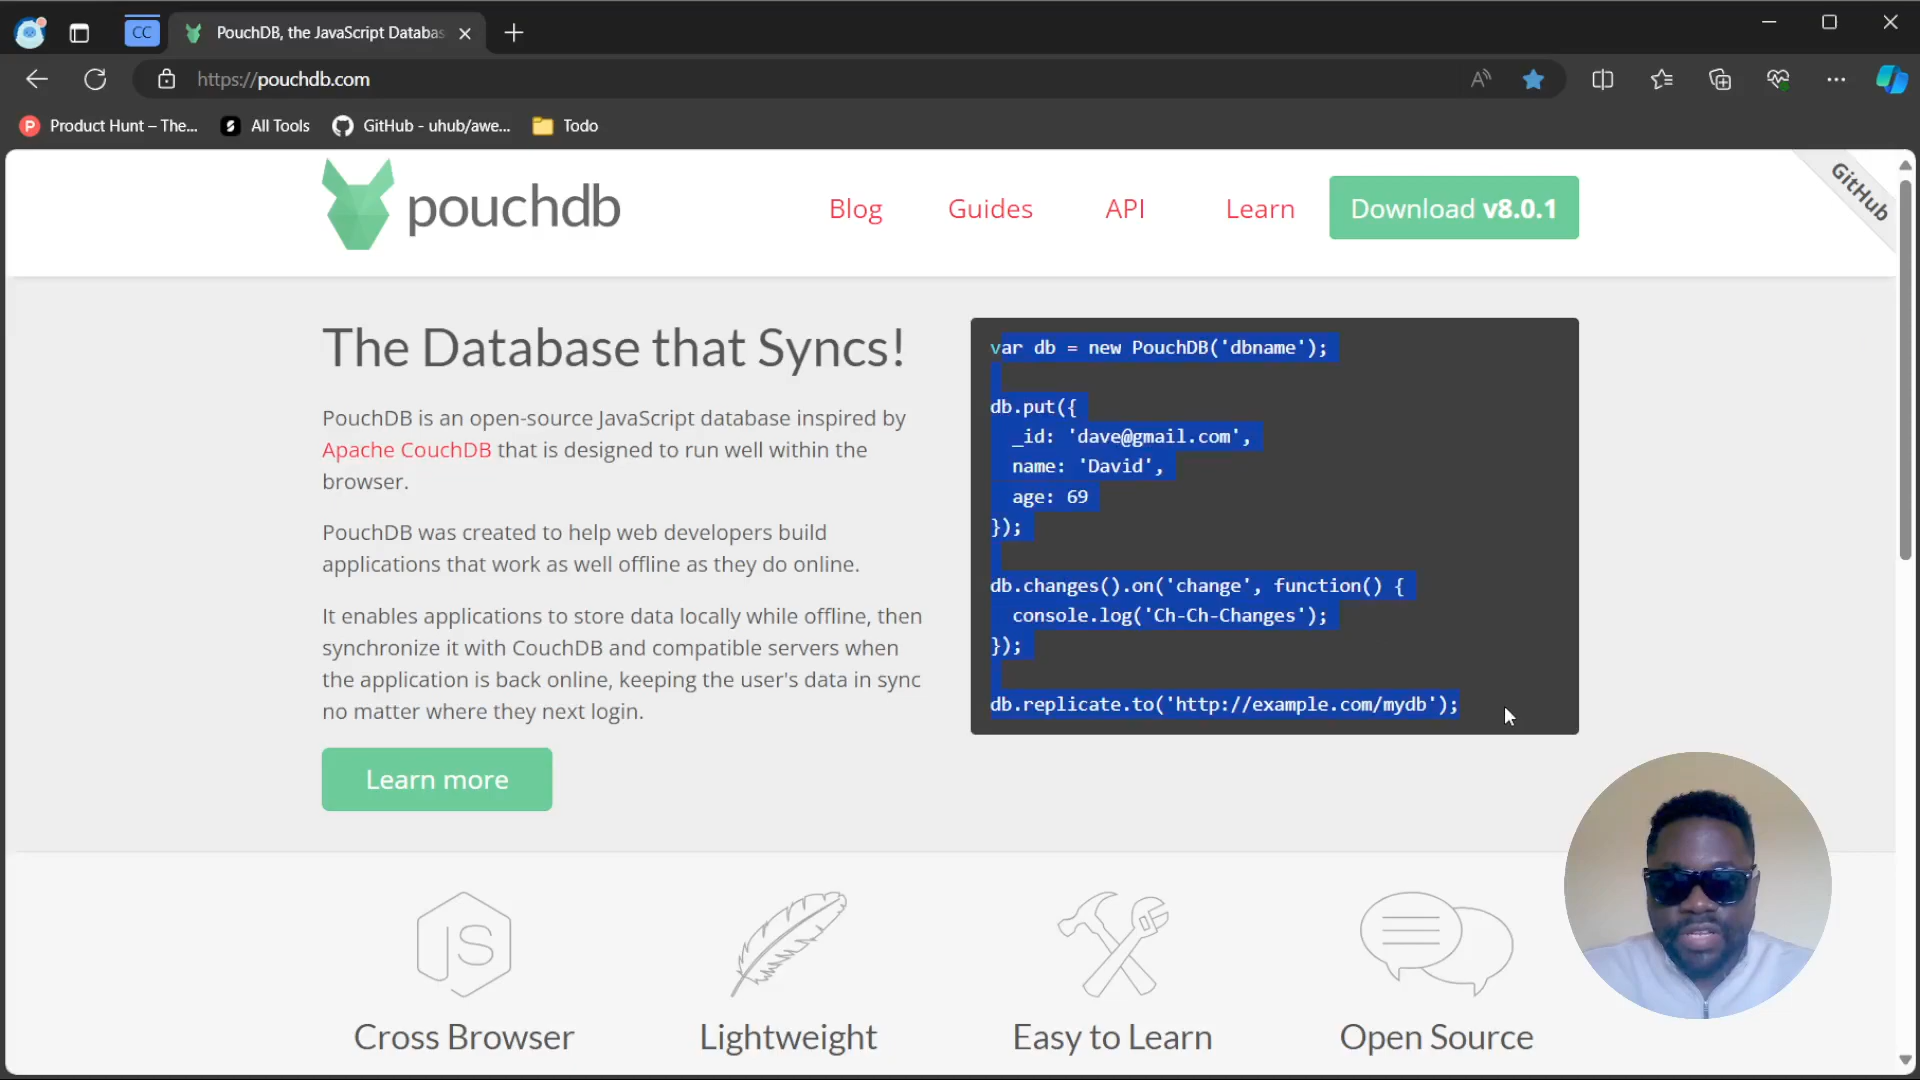 CC
PouchDB, the JavaScript Databas
https://pouchdb.com
Product Hunt – The...
All Tools
GitHub - uhub/awe...
Todo
pouchdb
Blog
Guides
API
Learn
Download v8.0.1
GitHub
The Database that Syncs!
PouchDB is an open-source JavaScript database inspired by
Apache CouchDB that is designed to run well within the
browser.
PouchDB was created to help web developers build
applications that work as well offline as they do online.
It enables applications to store data locally while offline, then
synchronize it with CouchDB and compatible servers when
the application is back online, keeping the user's data in sync
no matter where they next login.
Learn more
var db = new PouchDB('dbname');
db.put({
  _id: 'dave@gmail.com',
  name: 'David',
  age: 69
});
db.changes().on('change', function() {
  console.log('Ch-Ch-Changes');
});
db.replicate.to('http://example.com/mydb');
JS
Cross Browser
Lightweight
Easy to Learn
Open Source